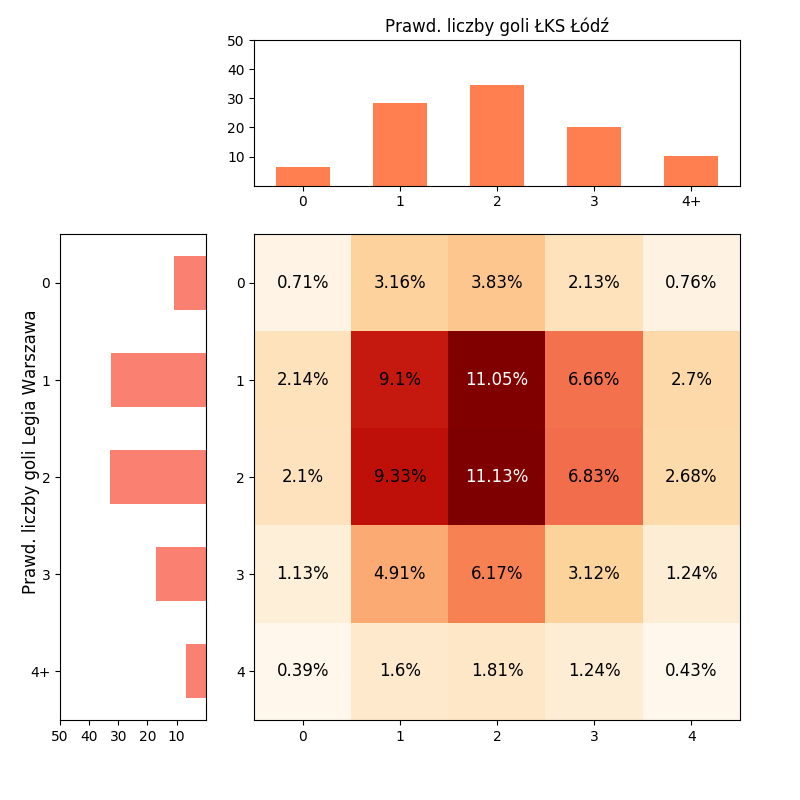 Prawd. liczby goli ŁKS Łódź
50
40
30
20
10
0 1 2 3 4+
Prawd. liczby goli Legia Warszawa
0
1
2
3
4+
50 40 30 20 10
0 0.71% 3.16% 3.83% 2.13% 0.76%
1 2.14% 9.1% 11.05% 6.66% 2.7%
2 2.1% 9.33% 11.13% 6.83% 2.68%
3 1.13% 4.91% 6.17% 3.12% 1.24%
4 0.39% 1.6% 1.81% 1.24% 0.43%
0 1 2 3 4